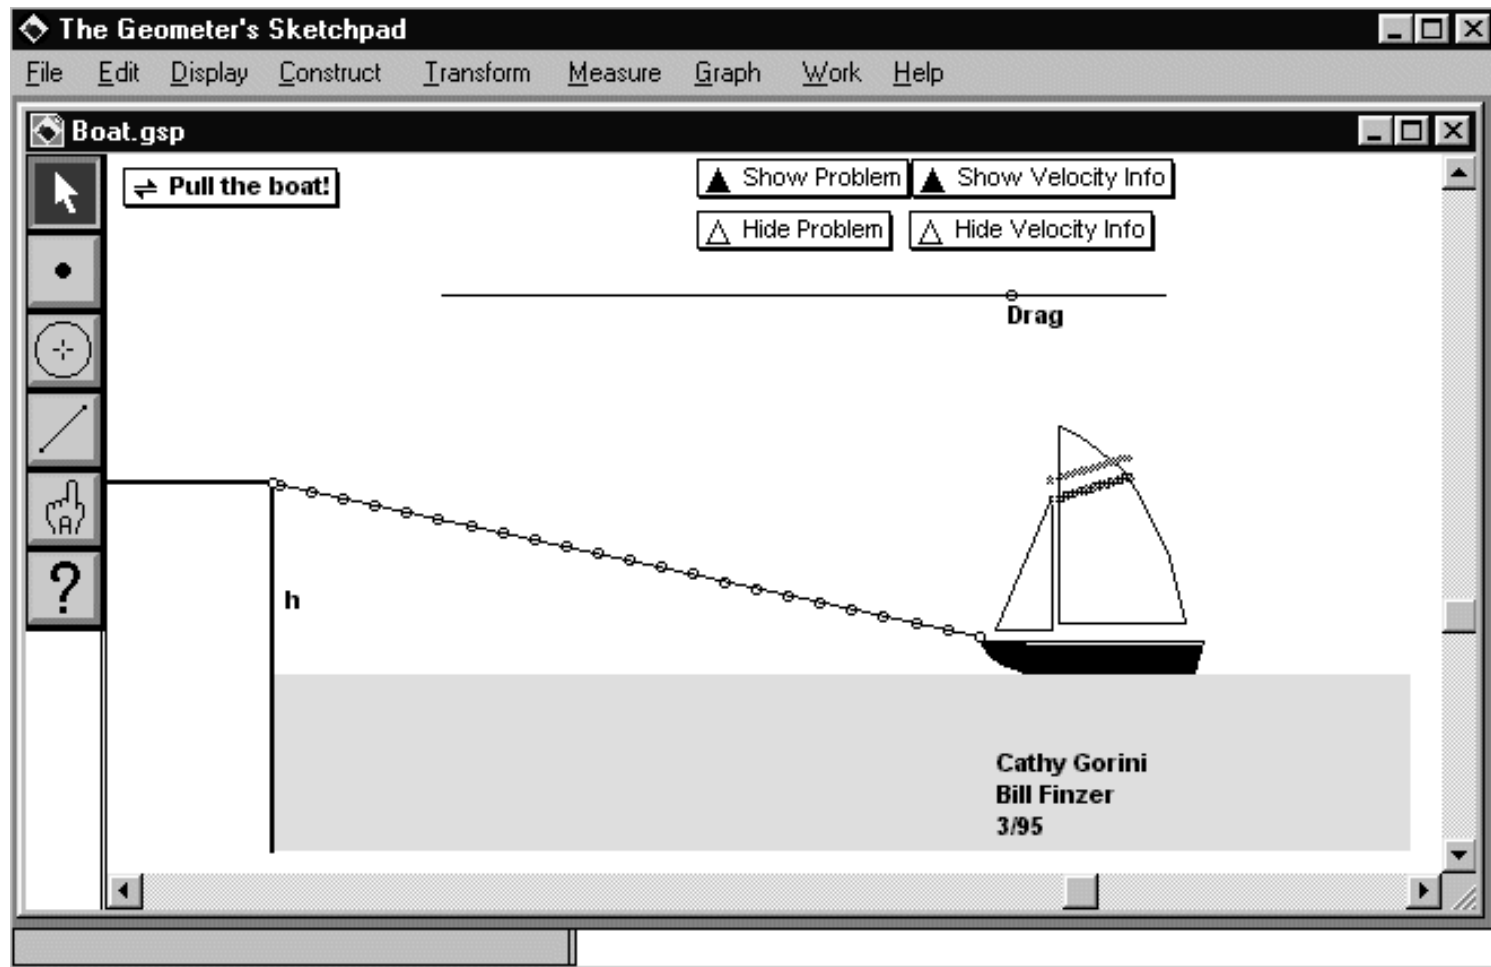 The Geometer's Sketchpad
File Edit Display Construct Transform Measure Graph Work Help
Boat.gsp
Pull the boat!
Show Problem Show Velocity Info
Hide Problem Hide Velocity Info
Drag
A
?
h
Cathy Gorini
Bill Finzer
3/95